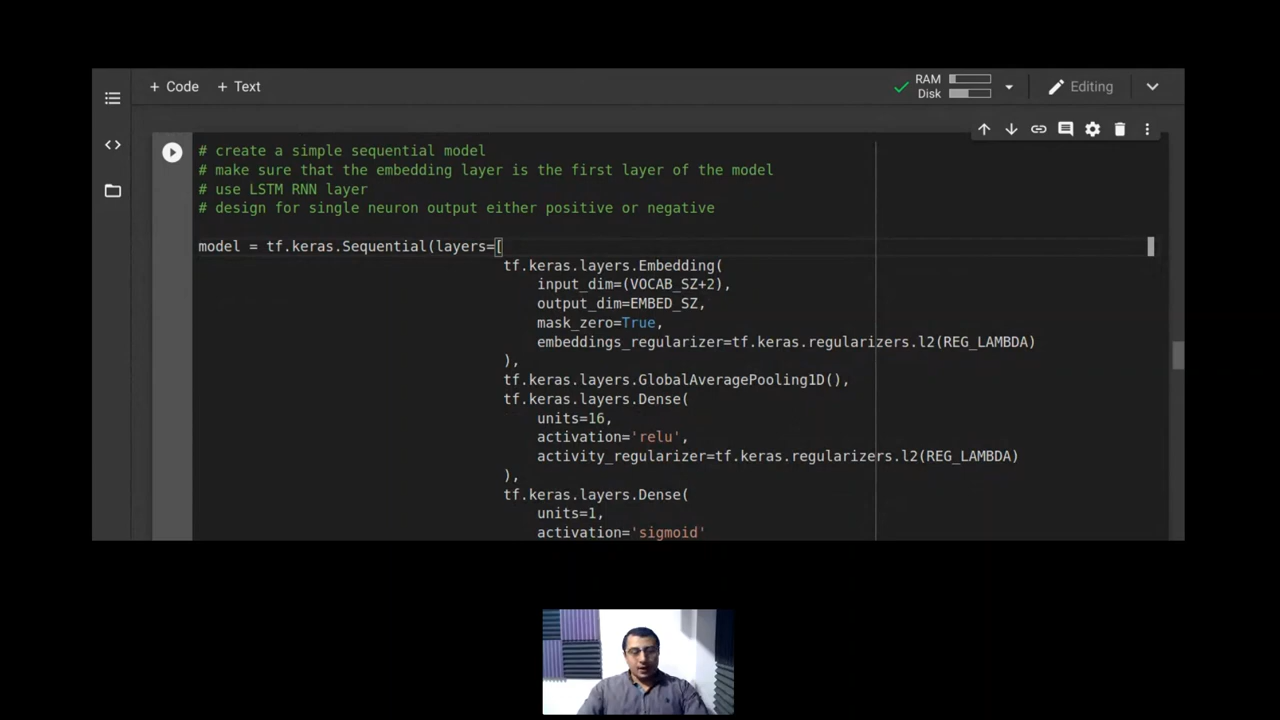 + Code + Text
RAM
Disk
Editing
# create a simple sequential model
# make sure that the embedding layer is the first layer of the model
# use LSTM RNN layer
# design for single neuron output either positive or negative
model = tf.keras.Sequential(layers=[
tf.keras.layers.Embedding(
input_dim=(VOCAB_SZ+2),
output_dim=EMBED_SZ,
mask_zero=True,
embeddings_regularizer=tf.keras.regularizers.l2(REG_LAMBDA)
),
tf.keras.layers.GlobalAveragePooling1D(),
tf.keras.layers.Dense(
units=16,
activation='relu',
activity_regularizer=tf.keras.regularizers.l2(REG_LAMBDA)
),
tf.keras.layers.Dense(
units=1,
activation='sigmoid'